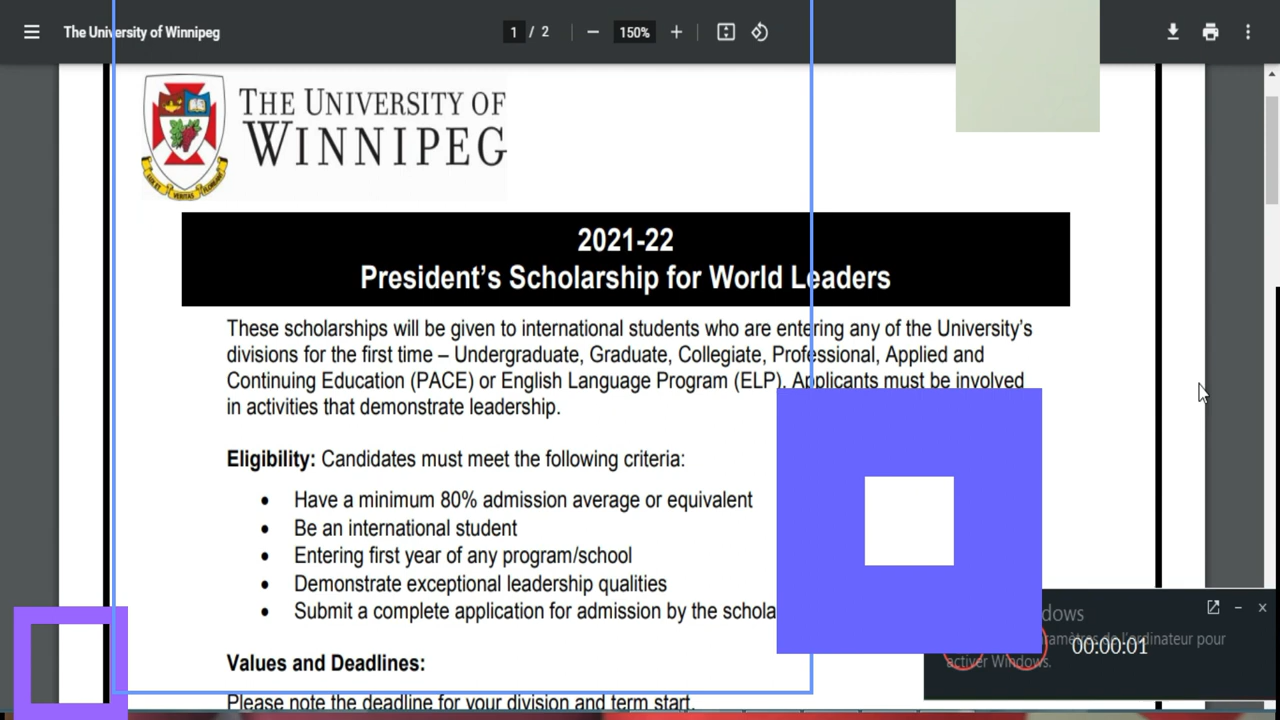 The University of Winnipeg
1 / 2
150%
THE UNIVERSITY OF
WINNIPEG
2021-22
President's Scholarship for World Leaders
These scholarships will be given to international students who are entering any of the University's
divisions for the first time – Undergraduate, Graduate, Collegiate, Professional, Applied and
Continuing Education (PACE) or English Language Program (ELP). Applicants must be involved
in activities that demonstrate leadership.
Eligibility: Candidates must meet the following criteria:
• Have a minimum 80% admission average or equivalent
• Be an international student
• Entering first year of any program/school
• Demonstrate exceptional leadership qualities
• Submit a complete application for admission by the
Values and Deadlines:
Please note the deadline for your division and term start.
de l'ordinateur pour
activer Windows.
00:00:01